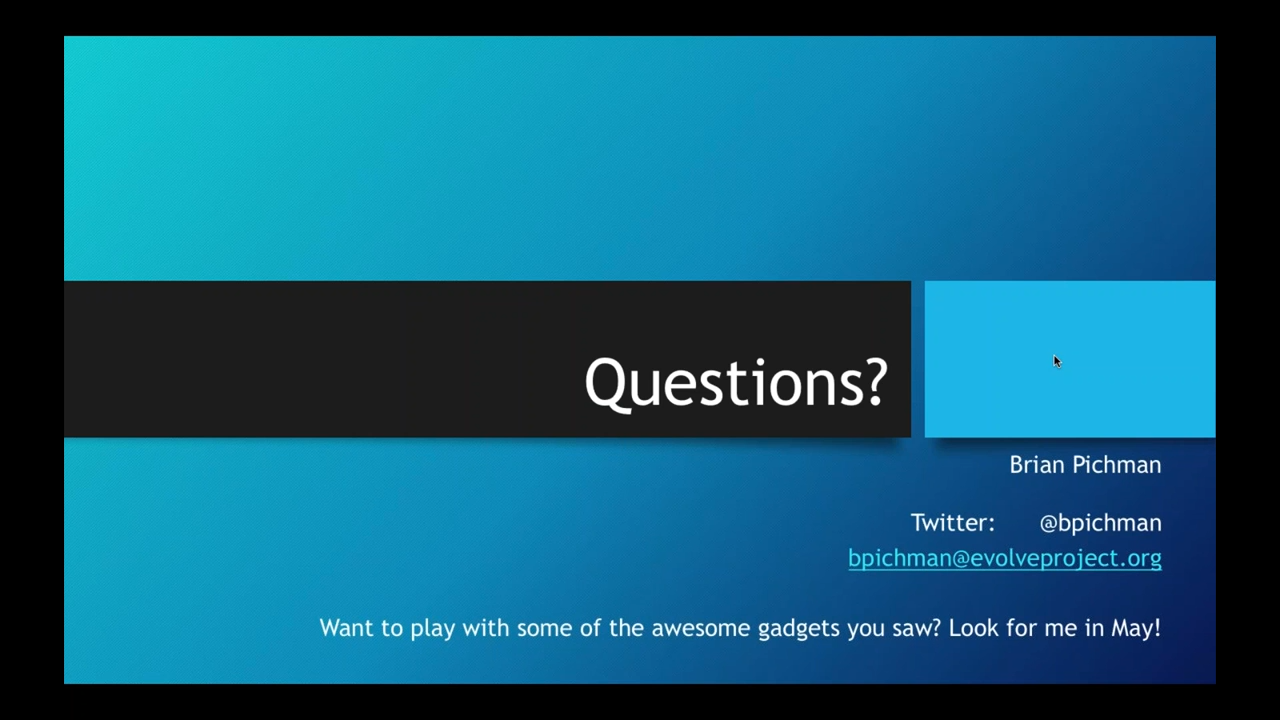 Questions?
Brian Pichman
Twitter: @bpichman
bpichman@evolveproject.org
Want to play with some of the awesome gadgets you saw? Look for me in May!